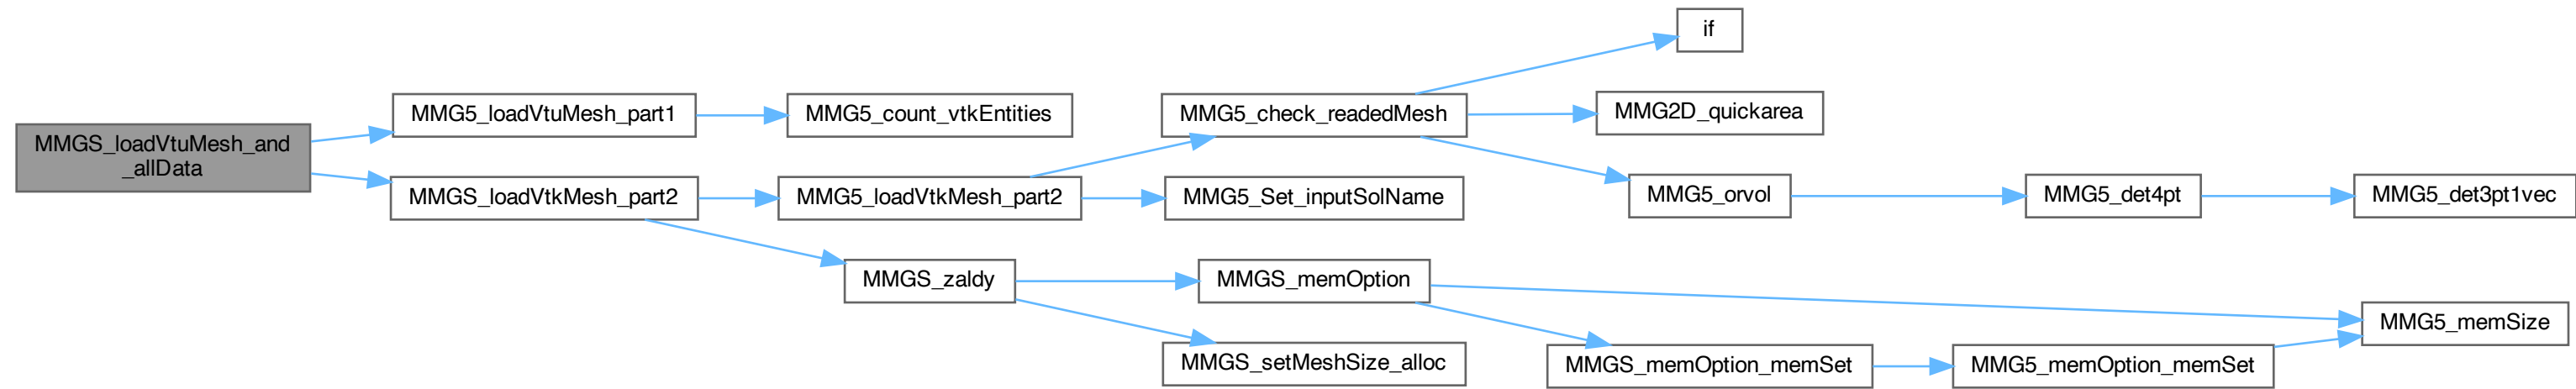 if
MMG5_loadVtuMesh_part1
MMG5_count_vtkEntities
MMG5_check_readedMesh
MMG2D_quickarea
MMGS_loadVtuMesh_and
_allData
MMGS_loadVtkMesh_part2
MMG5_loadVtkMesh_part2
MMG5_Set_inputSolName
MMG5_orvol
MMG5_det4pt
MMG5_det3pt1vec
MMGS_zaldy
MMGS_memOption
MMG5_memSize
MMGS_setMeshSize_alloc
MMGS_memOption_memSet
MMG5_memOption_memSet